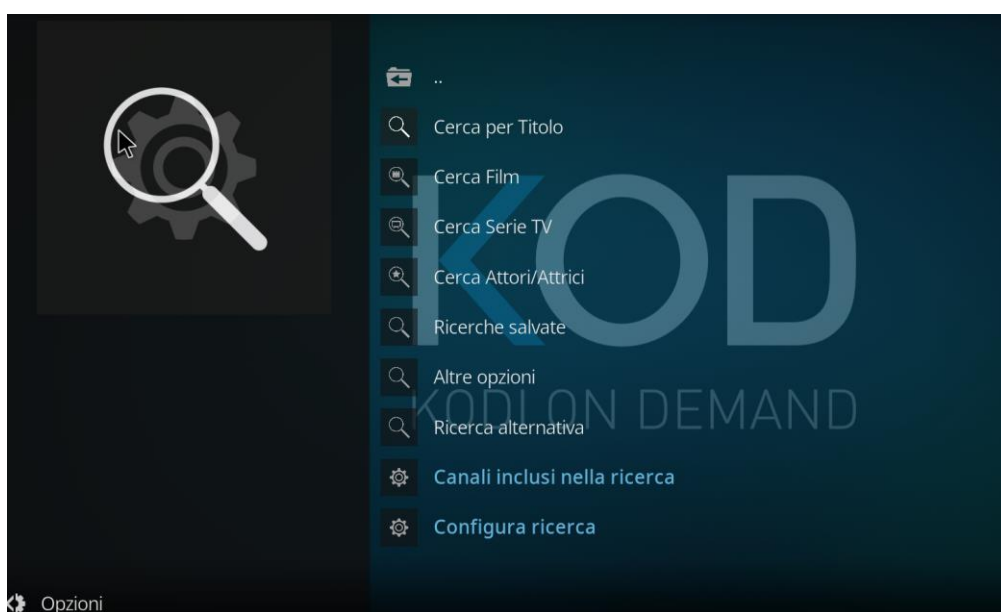 ..
Cerca per Titolo
Cerca Film
Cerca Serie TV
Cerca Attori/Attrici
Ricerche salvate
Altre opzioni
Ricerca alternativa
Canali inclusi nella ricerca
Configura ricerca
KOD
KODI ON DEMAND
Opzioni